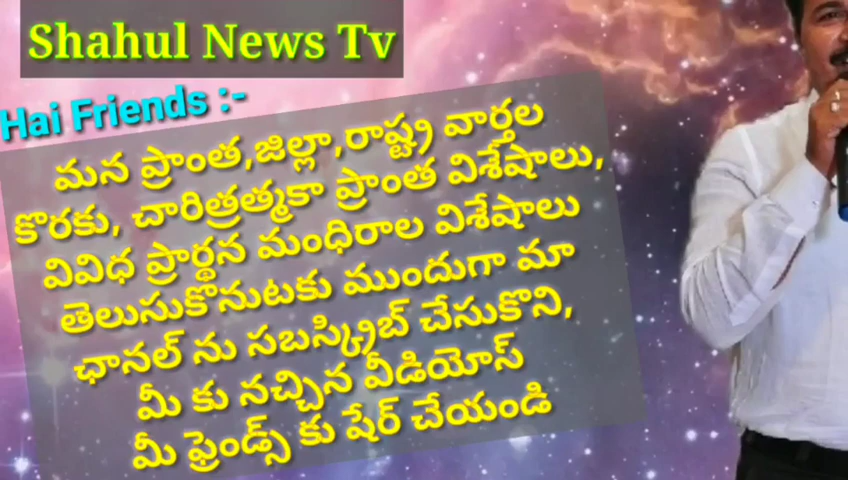 Shahul News Tv
Hai Friends :-
మన ప్రాంత,జిల్లా,రాష్ట్ర వార్తల
కొరకు, చారిత్రత్మకా ప్రాంత విశేషాలు,
వివిధ ప్రార్థన మంధిరాల విశేషాలు
తెలుసుకొనుటకు ముందుగా మా
ఛానల్ ను సబస్క్రిబ్ చేసుకొని,
మీ కు నచ్చిన వీడియోస్
మీ ఫ్రెండ్స్ కు షేర్ చేయండి